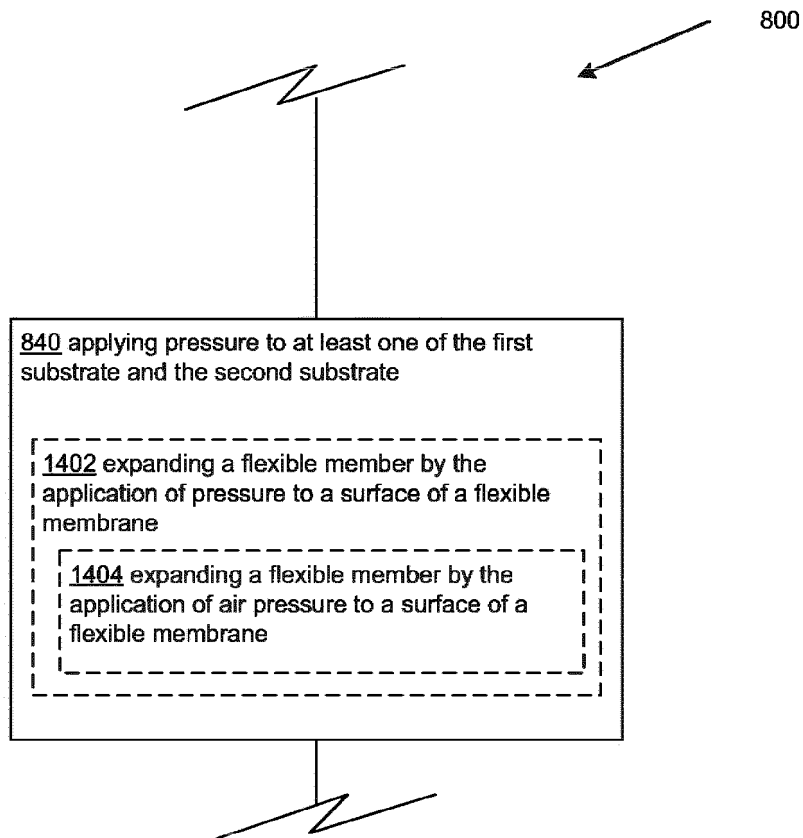 800
840 applying pressure to at least one of the first
substrate and the second substrate
1402 expanding a flexible member by the
application of pressure to a surface of a flexible
membrane
1404 expanding a flexible member by the
application of air pressure to a surface of a
flexible membrane